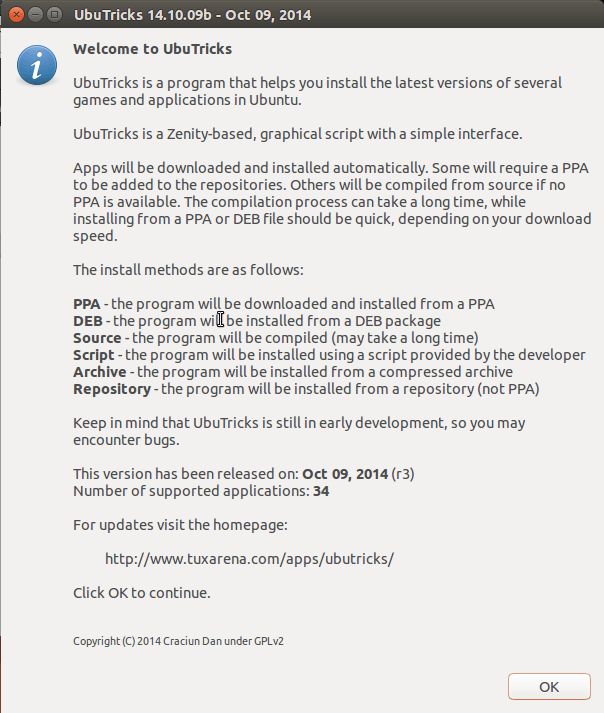 UbuTricks 14.10.09b - Oct 09, 2014
Welcome to UbuTricks
UbuTricks is a program that helps you install the latest versions of several
games and applications in Ubuntu.
UbuTricks is a Zenity-based, graphical script with a simple interface.
Apps will be downloaded and installed automatically. Some will require a PPA
to be added to the repositories. Others will be compiled from source if no
PPA is available. The compilation process can take a long time, while
installing from a PPA or DEB file should be quick, depending on your download
speed.
The install methods are as follows:
PPA - the program will be downloaded and installed from a PPA
DEB - the program will be installed from a DEB package
Source - the program will be compiled (may take a long time)
Script - the program will be installed using a script provided by the developer
Archive - the program will be installed from a compressed archive
Repository - the program will be installed from a repository (not PPA)
Keep in mind that UbuTricks is still in early development, so you may
encounter bugs.
This version has been released on: Oct 09, 2014 (r3)
Number of supported applications: 34
For updates visit the homepage:
http://www.tuxarena.com/apps/ubutricks/
Click OK to continue.
Copyright (C) 2014 Craciun Dan under GPLv2
OK